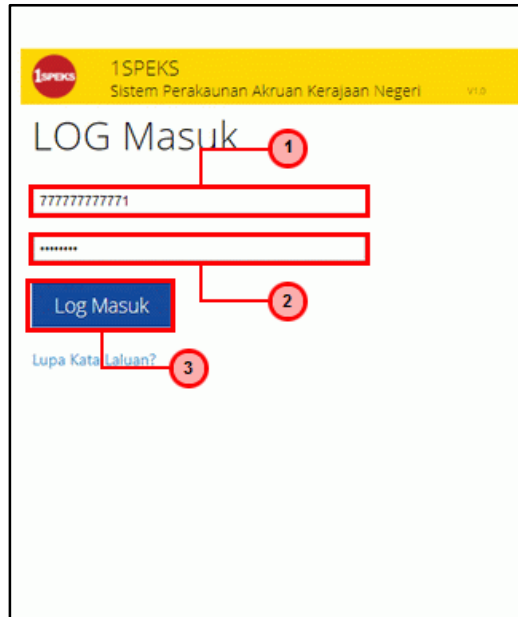 1SPEKS
1SPEKS
Sistem Perakaunan Akruan Kerajaan Negeri V1.0
LOG Masuk
1
777777777771
••••••••
2
Log Masuk
Lupa Kata Laluan?
3